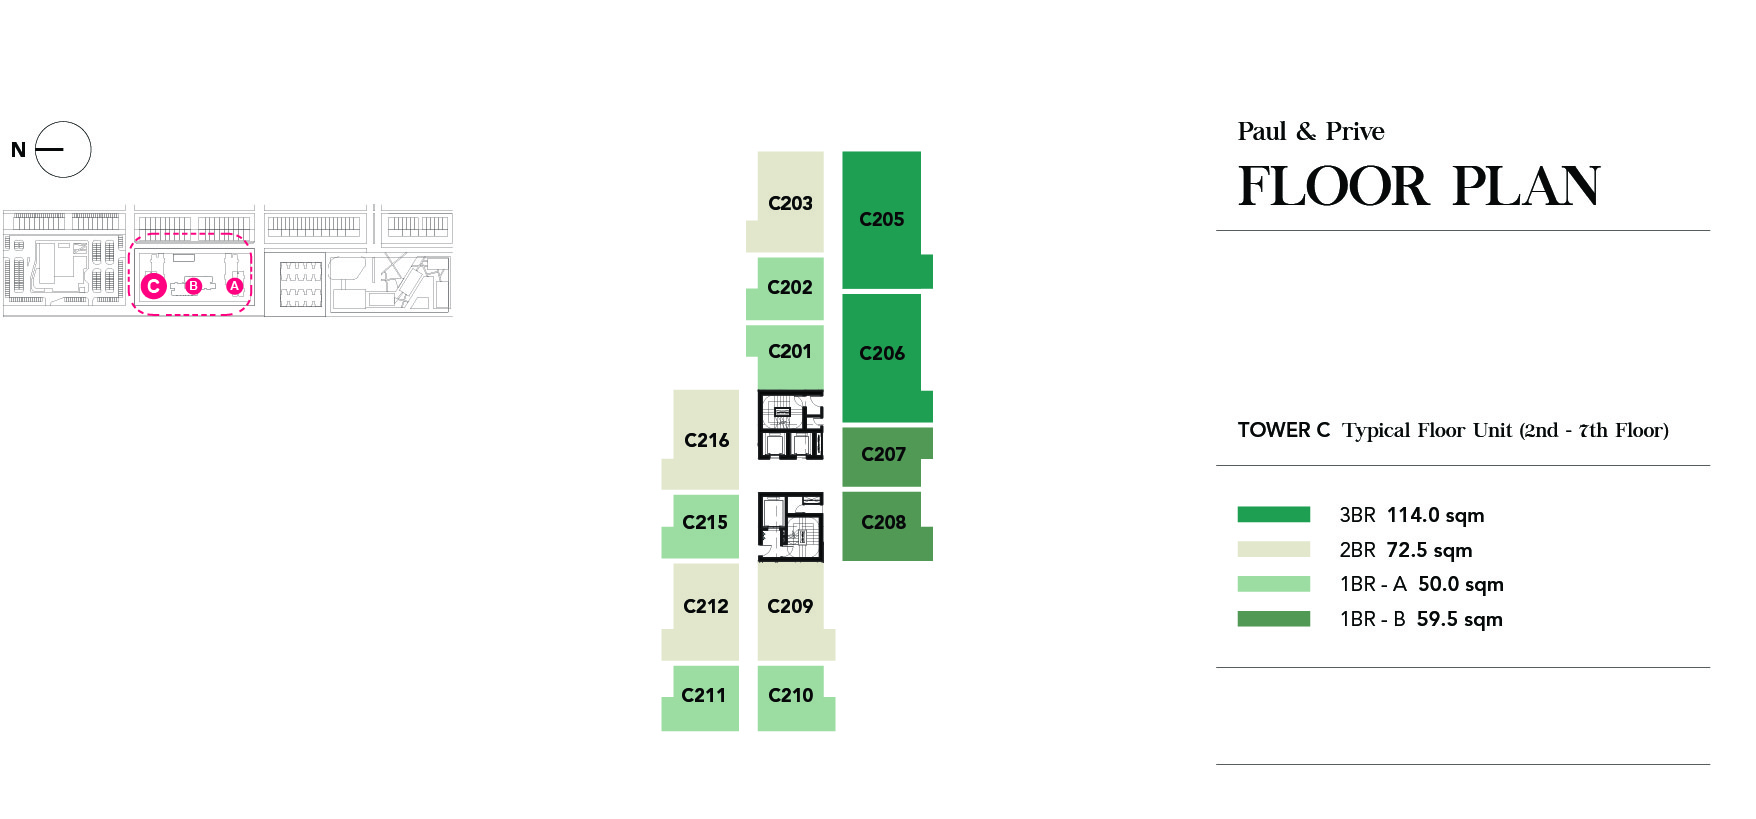 N
C
B
A
C203
C205
C202
C201
C206
C216
C207
C215
C208
C212
C209
C211
C210
Paul & Prive
FLOOR PLAN
TOWER C Typical Floor Unit (2nd - 7th Floor)
3BR 114.0 sqm
2BR 72.5 sqm
1BR - A 50.0 sqm
1BR - B 59.5 sqm